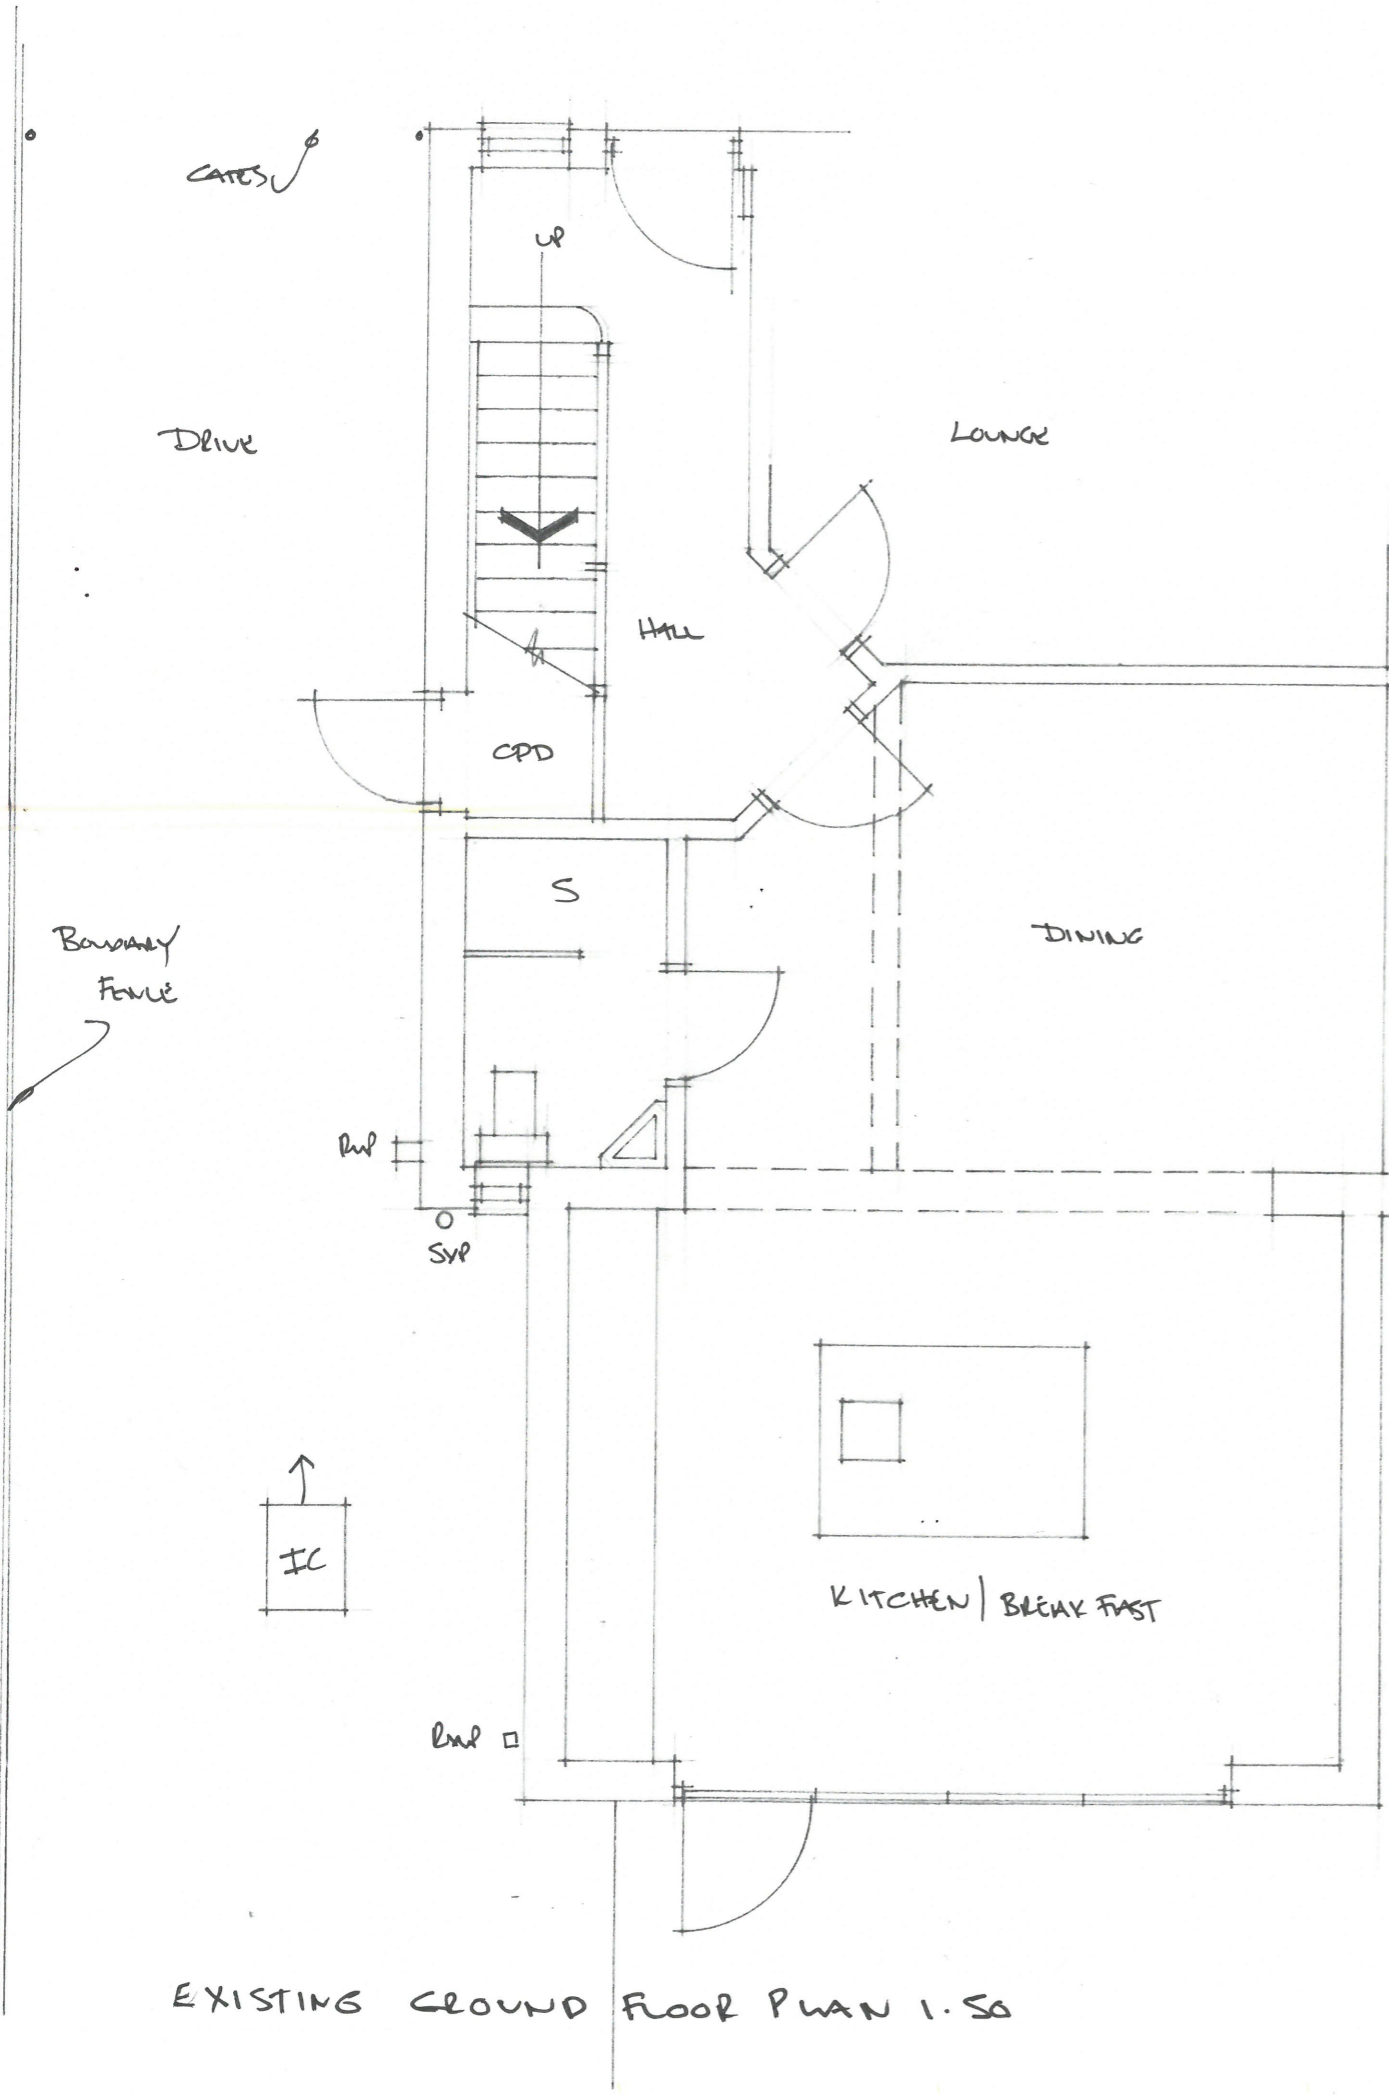 GATES
UP
DRIVE
LOUNGE
HALL
CPD
S
DINING
BOUNDARY
FENCE
RWP
SVP
IC
KITCHEN/BREAKFAST
RWP
EXISTING GROUND FLOOR PLAN 1.50